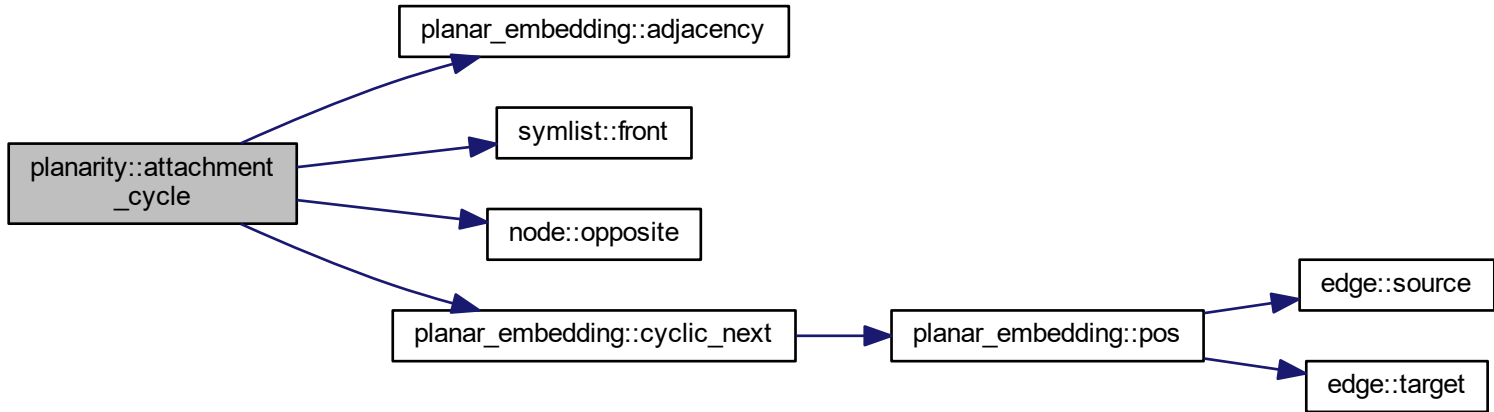 planar_embedding::adjacency
symlist::front
planarity::attachment
_cycle
node::opposite
edge::source
planar_embedding::cyclic_next
planar_embedding::pos
edge::target